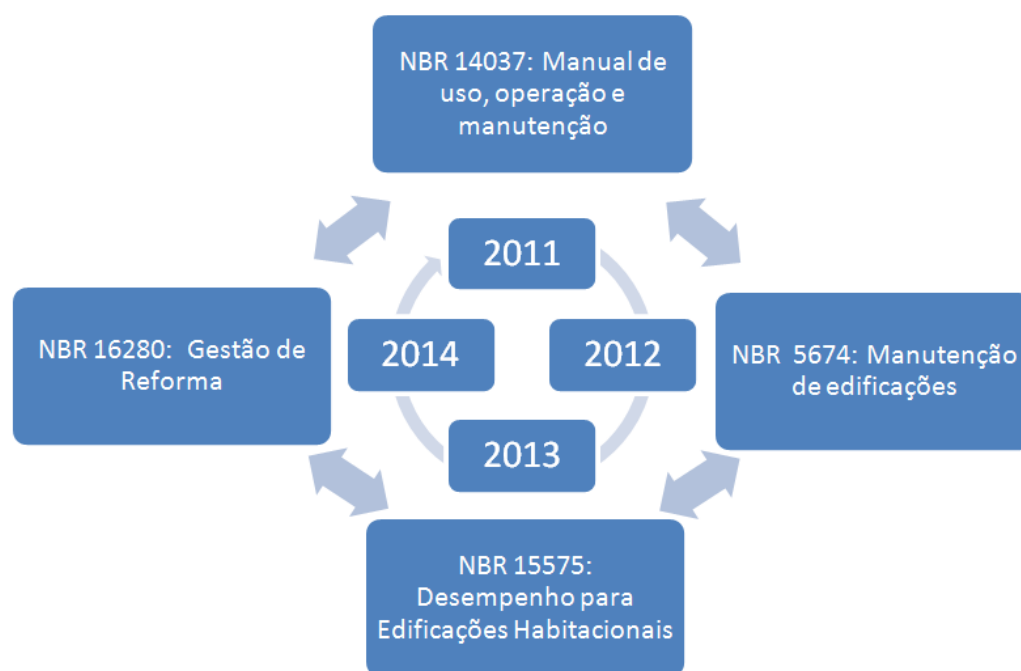 NBR 14037: Manual de
uso, operação e
manutenção
2011
NBR 16280: Gestão de
Reforma
2014
2012
NBR 5674: Manutenção
de edificações
2013
NBR 15575:
Desempenho para
Edificações Habitacionais